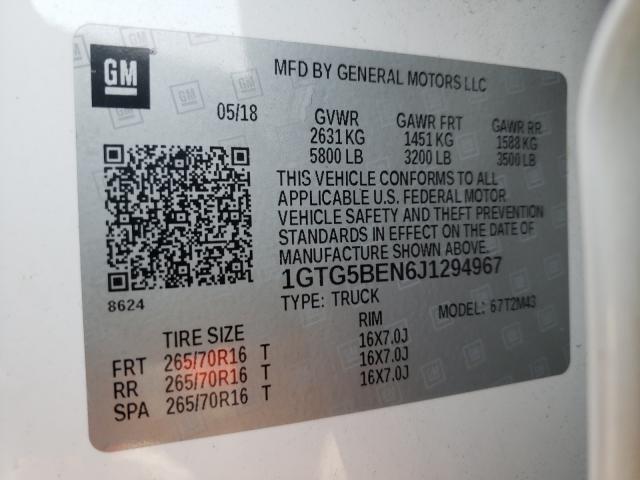 GM
MFD BY GENERAL MOTORS LLC
05/18
GVWR GAWR FRT GAWR RR
2631 KG 1451 KG 1588 KG
5800 LB 3200 LB 3500 LB
THIS VEHICLE CONFORMS TO ALL
APPLICABLE U.S. FEDERAL MOTOR
VEHICLE SAFETY AND THEFT PREVENTION
STANDARDS IN EFFECT ON THE DATE OF
MANUFACTURE SHOWN ABOVE.
1GTG5BEN6J1294967
8624
TYPE: TRUCK MODEL: 67T2M43
TIRE SIZE RIM
FRT 265/70R16 T 16X7.0J
RR 265/70R16 T 16X7.0J
SPA 265/70R16 T 16X7.0J